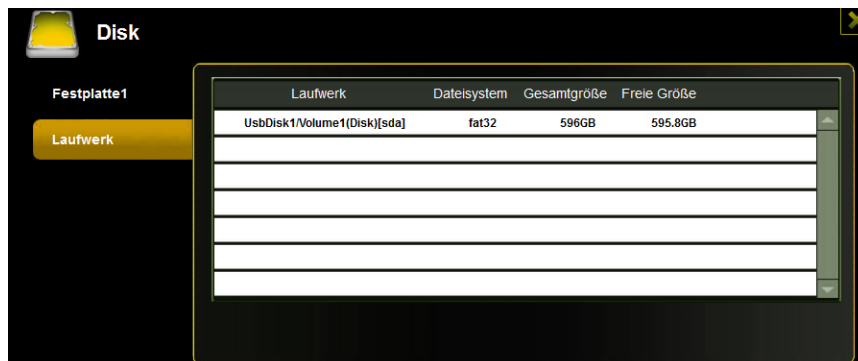 Disk
Festplatte1
Laufwerk
Laufwerk Dateisystem Gesamtgröße Freie Größe
UsbDisk1/Volume1(Disk)[sda] fat32 596GB 595.8GB